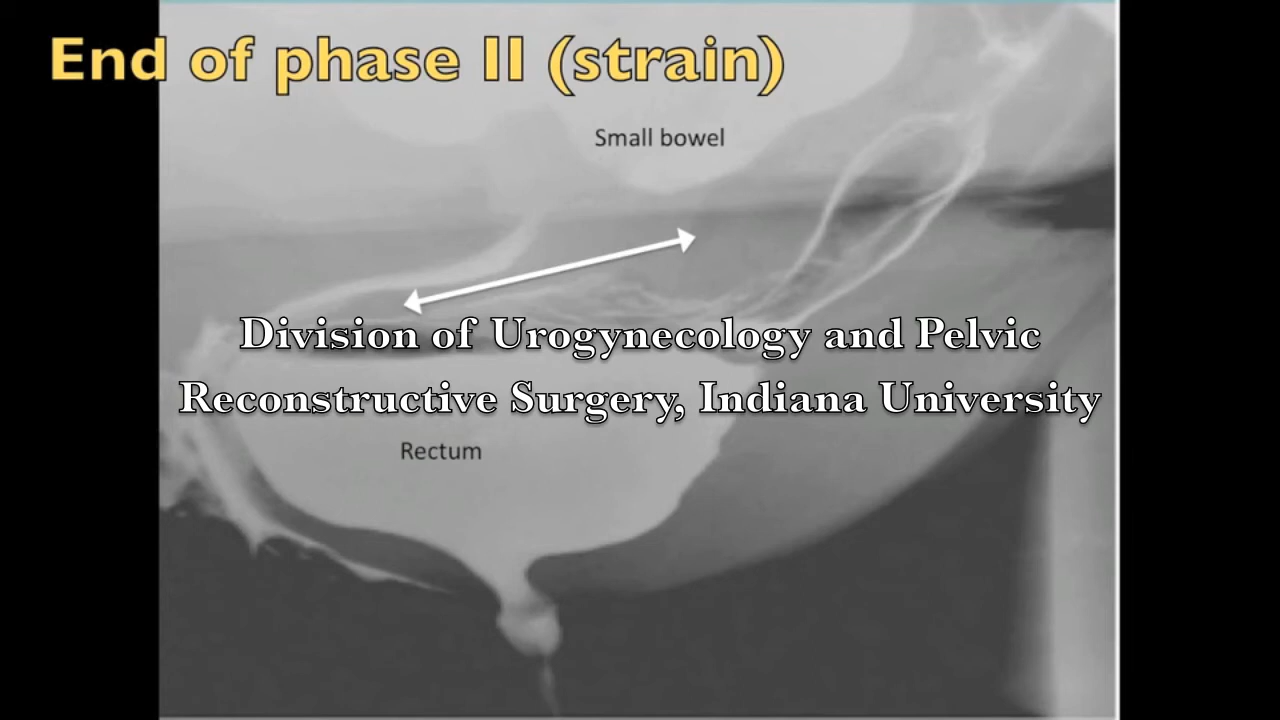 End of phase II (strain)
Small bowel
Division of Urogynecology and Pelvic
Reconstructive Surgery, Indiana University
Rectum